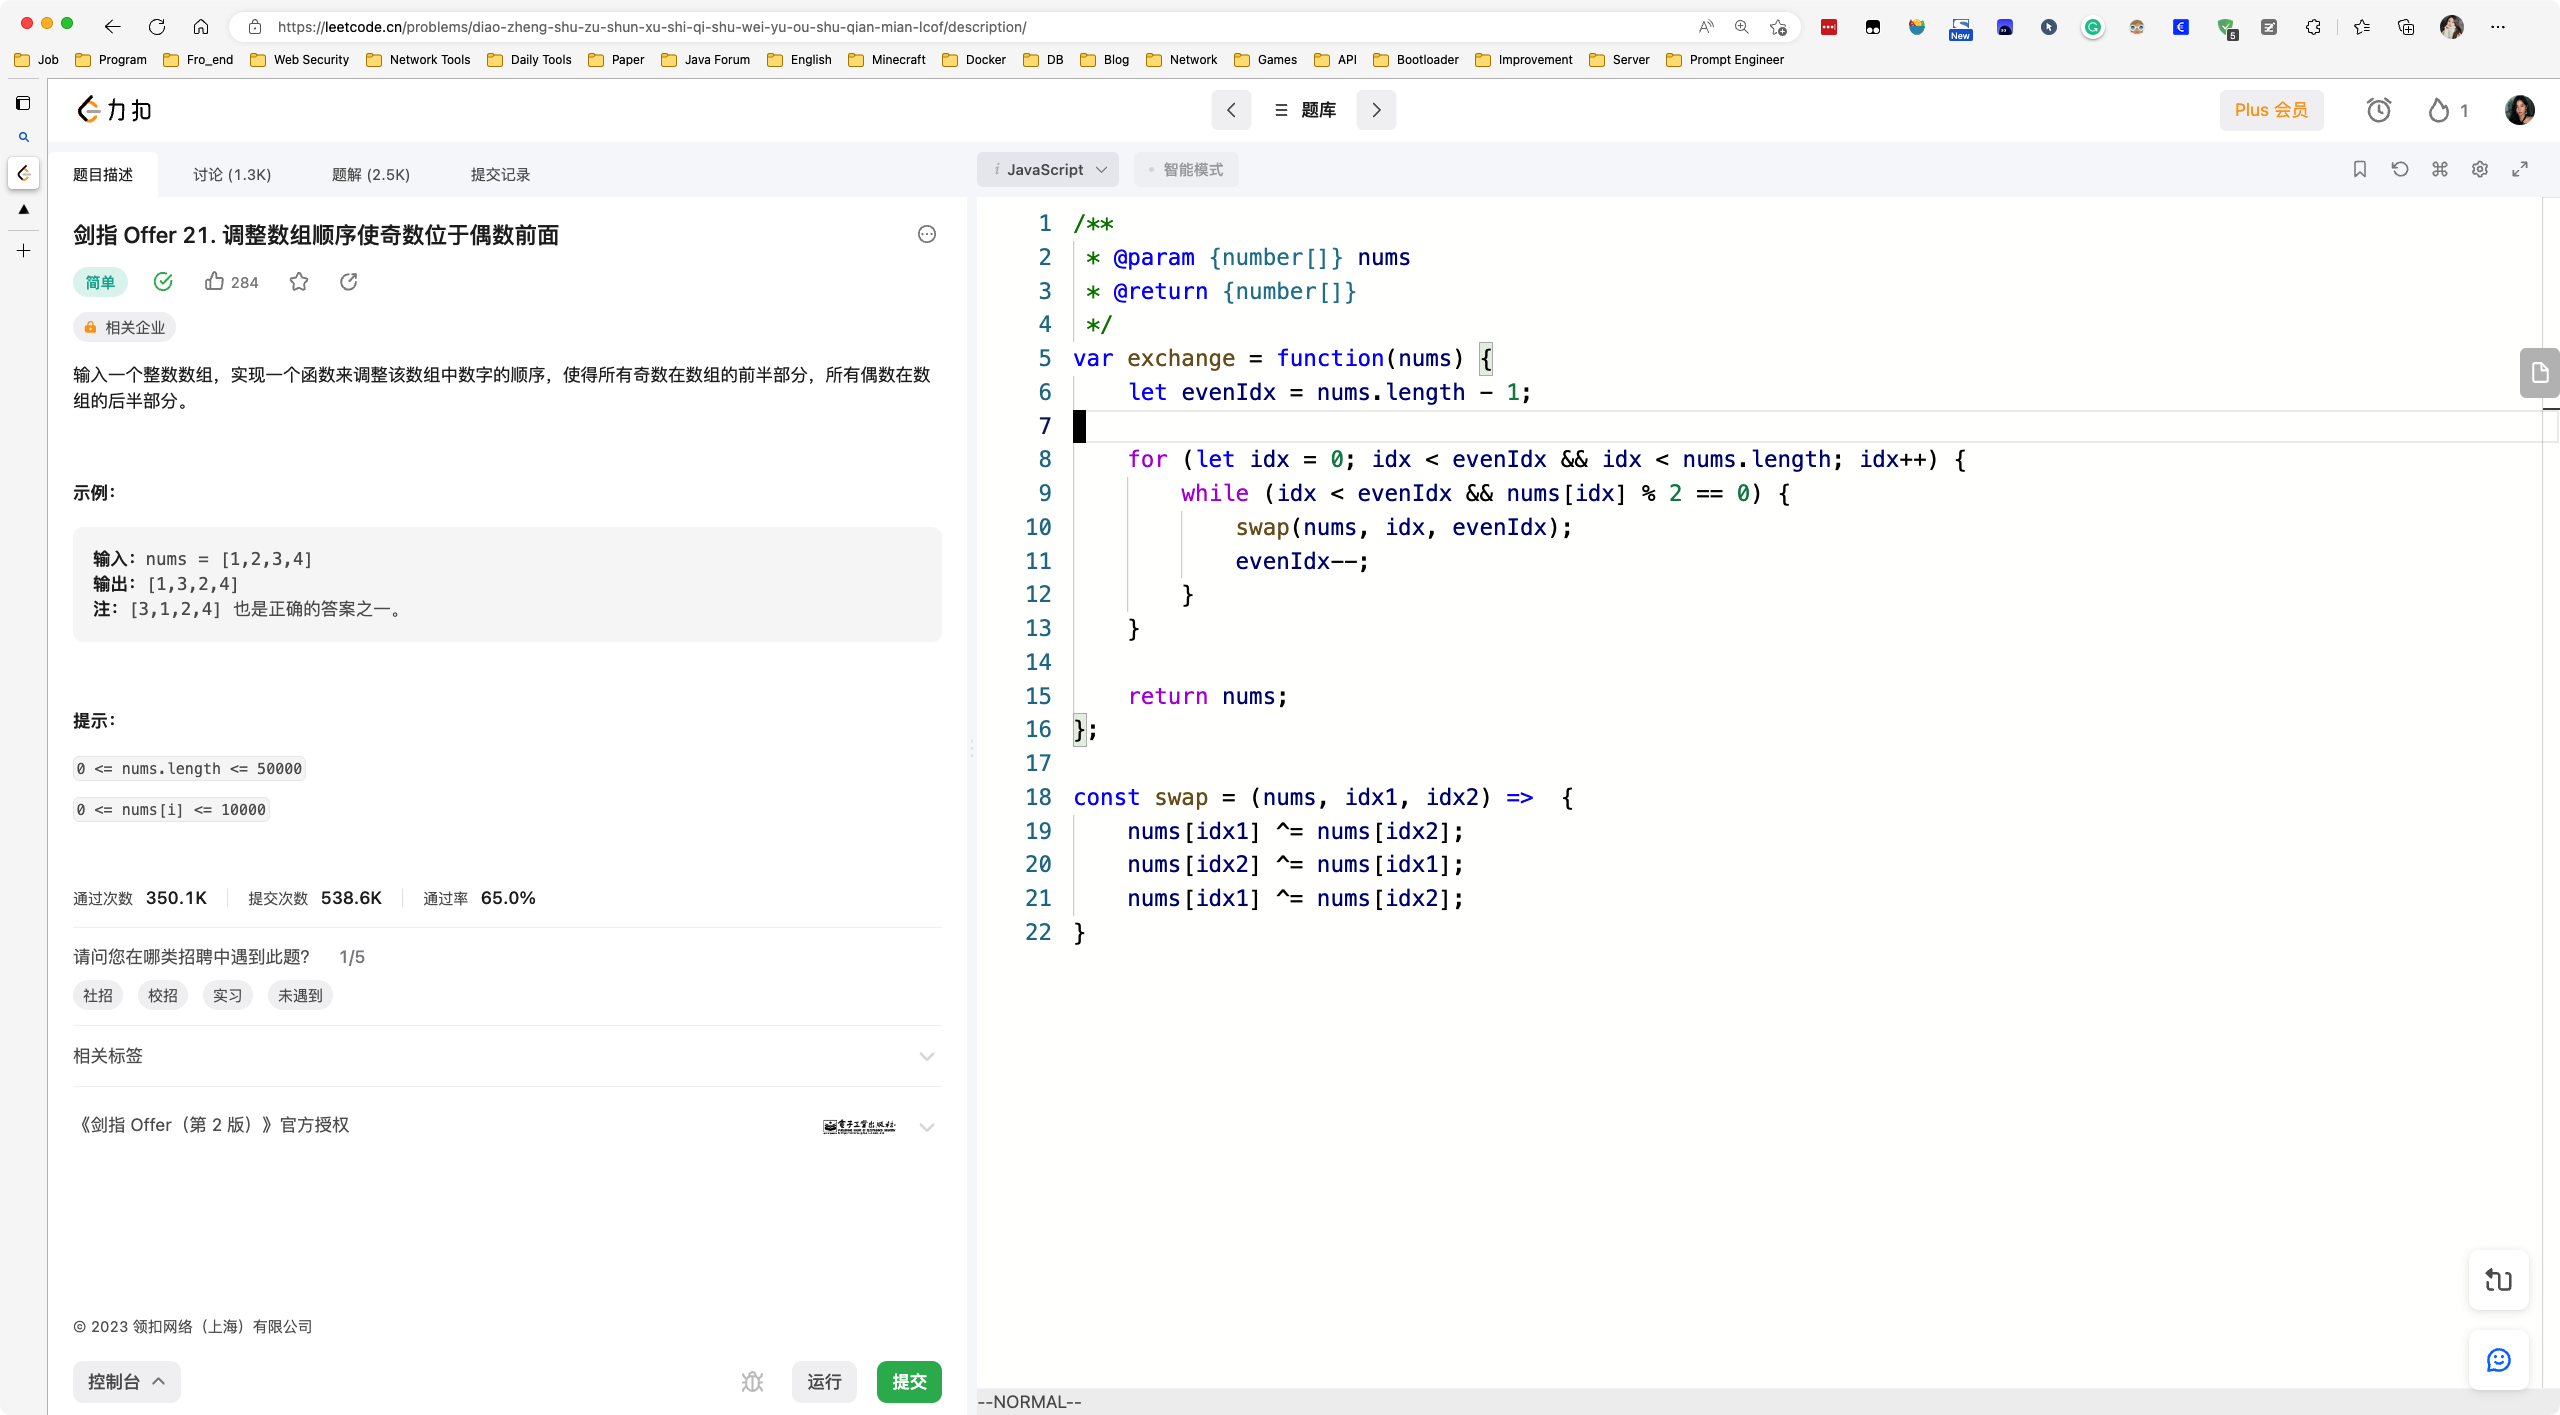 https://leetcode.cn/problems/diao-zheng-shu-zu-shun-xu-shi-qi-shu-wei-yu-ou-shu-qian-mian-lcof/description/
New
5
Job Program Fro_end Web Security Network Tools Daily Tools Paper Java Forum English Minecraft Docker DB Blog Network Games API Bootloader Improvement Server Prompt Engineer
力扣
题库
Plus 会员
1
题目描述 讨论 (1.3K) 题解 (2.5K) 提交记录
剑指 Offer 21. 调整数组顺序使奇数位于偶数前面
简单 284
相关企业
输入一个整数数组，实现一个函数来调整该数组中数字的顺序，使得所有奇数在数组的前半部分，所有偶数在数
组的后半部分。
示例：
输入：nums = [1,2,3,4]
输出：[1,3,2,4]
注：[3,1,2,4] 也是正确的答案之一。
提示：
0 <= nums.length <= 50000
0 <= nums[i] <= 10000
通过次数 350.1K 提交次数 538.6K 通过率 65.0%
请问您在哪类招聘中遇到此题？ 1/5
社招 校招 实习 未遇到
相关标签
《剑指 Offer（第 2 版）》官方授权
电子工业出版社
© 2023 领扣网络（上海）有限公司
控制台 运行 提交
i JavaScript 智能模式
1 /**
2 * @param {number[]} nums
3 * @return {number[]}
4 */
5 var exchange = function(nums) {
6 let evenIdx = nums.length - 1;
7
8 for (let idx = 0; idx < evenIdx && idx < nums.length; idx++) {
9 while (idx < evenIdx && nums[idx] % 2 == 0) {
10 swap(nums, idx, evenIdx);
11 evenIdx--;
12 }
13 }
14
15 return nums;
16 };
17
18 const swap = (nums, idx1, idx2) => {
19 nums[idx1] ^= nums[idx2];
20 nums[idx2] ^= nums[idx1];
21 nums[idx1] ^= nums[idx2];
22 }
--NORMAL--